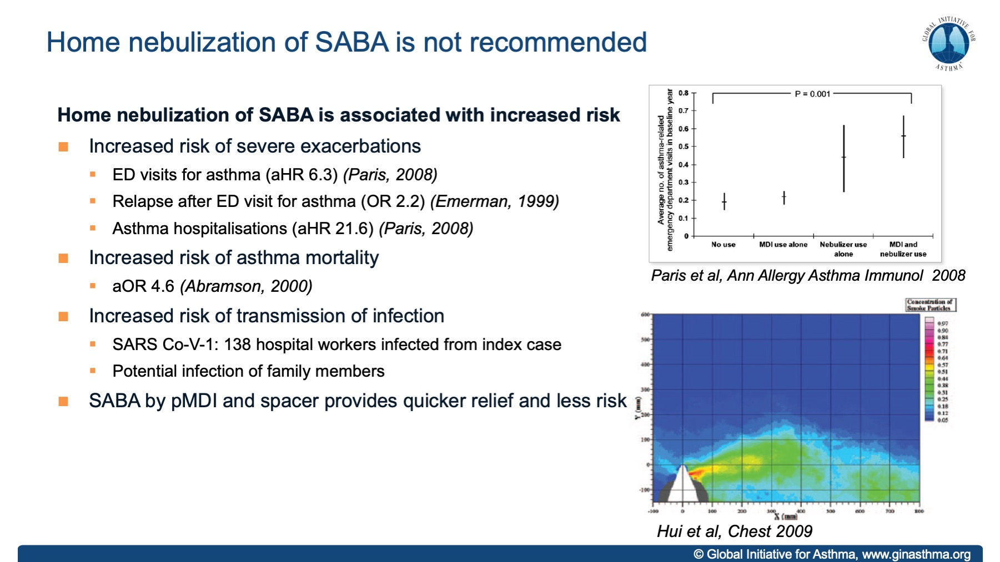 Home nebulization of SABA is not recommended
GLOBAL INITIATIVE FOR
ASTHMA
Home nebulization of SABA is associated with increased risk
Increased risk of severe exacerbations
ED visits for asthma (aHR 6.3) (Paris, 2008)
Relapse after ED visit for asthma (OR 2.2) (Emerman, 1999)
Asthma hospitalisations (aHR 21.6) (Paris, 2008)
Increased risk of asthma mortality
aOR 4.6 (Abramson, 2000)
Increased risk of transmission of infection
SARS Co-V-1: 138 hospital workers infected from index case
Potential infection of family members
SABA by pMDI and spacer provides quicker relief and less risk
Average no. of asthma-related
emergency department visits in baseline year
P = 0.001
0.8
0.7
0.6
0.5
0.4
0.3
0.2
0.1
0
No use
MDI use alone
Nebulizer use
alone
MDI and
nebulizer use
Paris et al, Ann Allergy Asthma Immunol 2008
Concentration of
Smoke Particles
0.97
0.90
0.84
0.77
0.71
0.64
0.57
0.51
0.44
0.38
0.31
0.25
0.18
0.12
0.05
Y (mm)
600
500
400
300
200
100
0
-100
-100 0 100 200 300 400 500 600 700 800
X (mm)
Hui et al, Chest 2009
© Global Initiative for Asthma, www.ginasthma.org